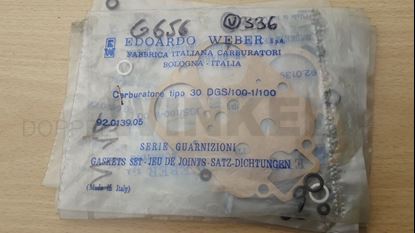 G656 V 336
EDOARDO WEBER S.p.A.
FABBRICA ITALIANA CARBURATORI
BOLOGNA - ITALIA
Carburatore tipo 30 DGS/100-1/100
92.0139.05
SERIE GUARNIZIONI
GASKETS SET - JEU DE JOINTS - SATZ-DICHTUNGEN
(Made in Italy)